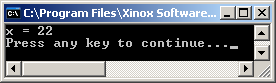 C:\Program Files\Xinox Software...
x = 22
Press any key to continue..._